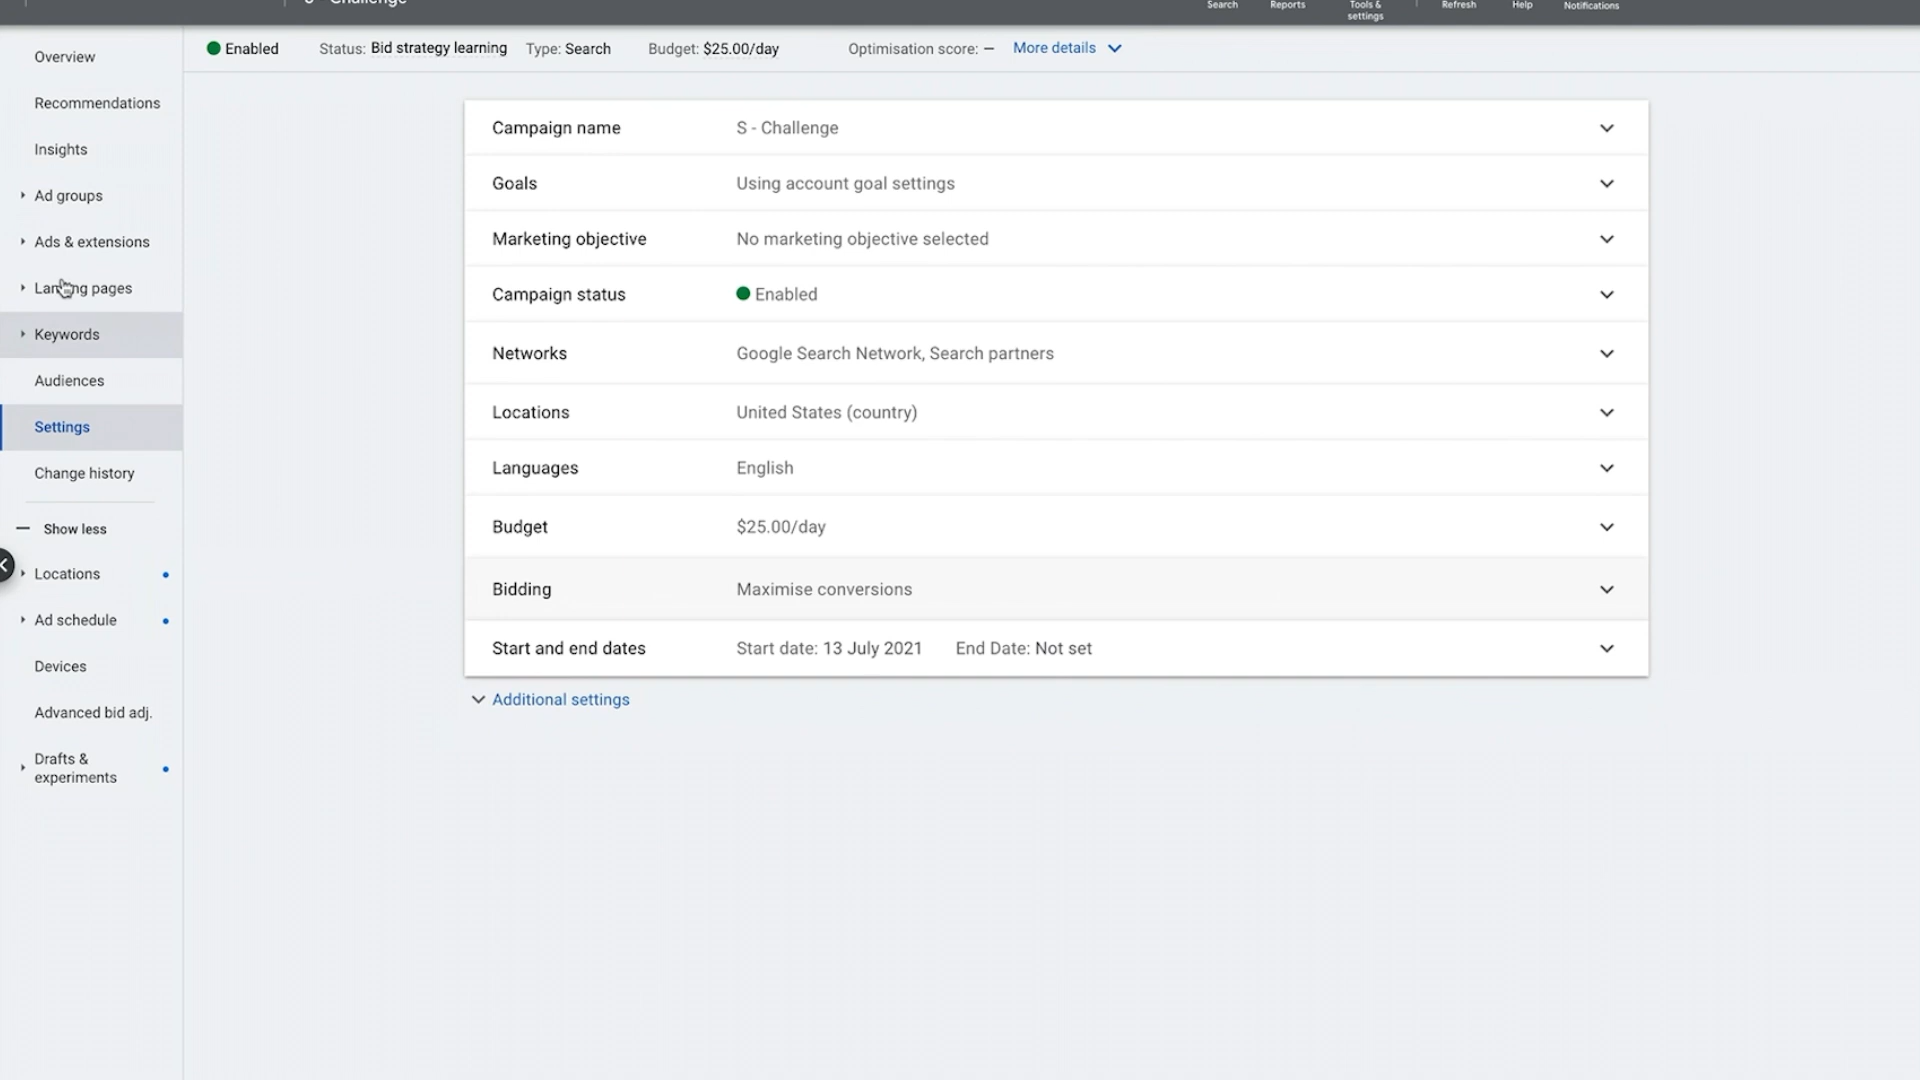 Search
Reports
Tools &
settings
Refresh
Help
Notifications
Enabled
Status: Bid strategy learning
Type: Search
Budget: $25.00/day
Optimisation score: –
More details
Overview
Recommendations
Insights
Ad groups
Ads & extensions
Landing pages
Keywords
Audiences
Settings
Change history
Show less
Locations
Ad schedule
Devices
Advanced bid adj.
Drafts &
experiments
Campaign name S - Challenge
Goals Using account goal settings
Marketing objective No marketing objective selected
Campaign status Enabled
Networks Google Search Network, Search partners
Locations United States (country)
Languages English
Budget $25.00/day
Bidding Maximise conversions
Start and end dates Start date: 13 July 2021 End Date: Not set
Additional settings